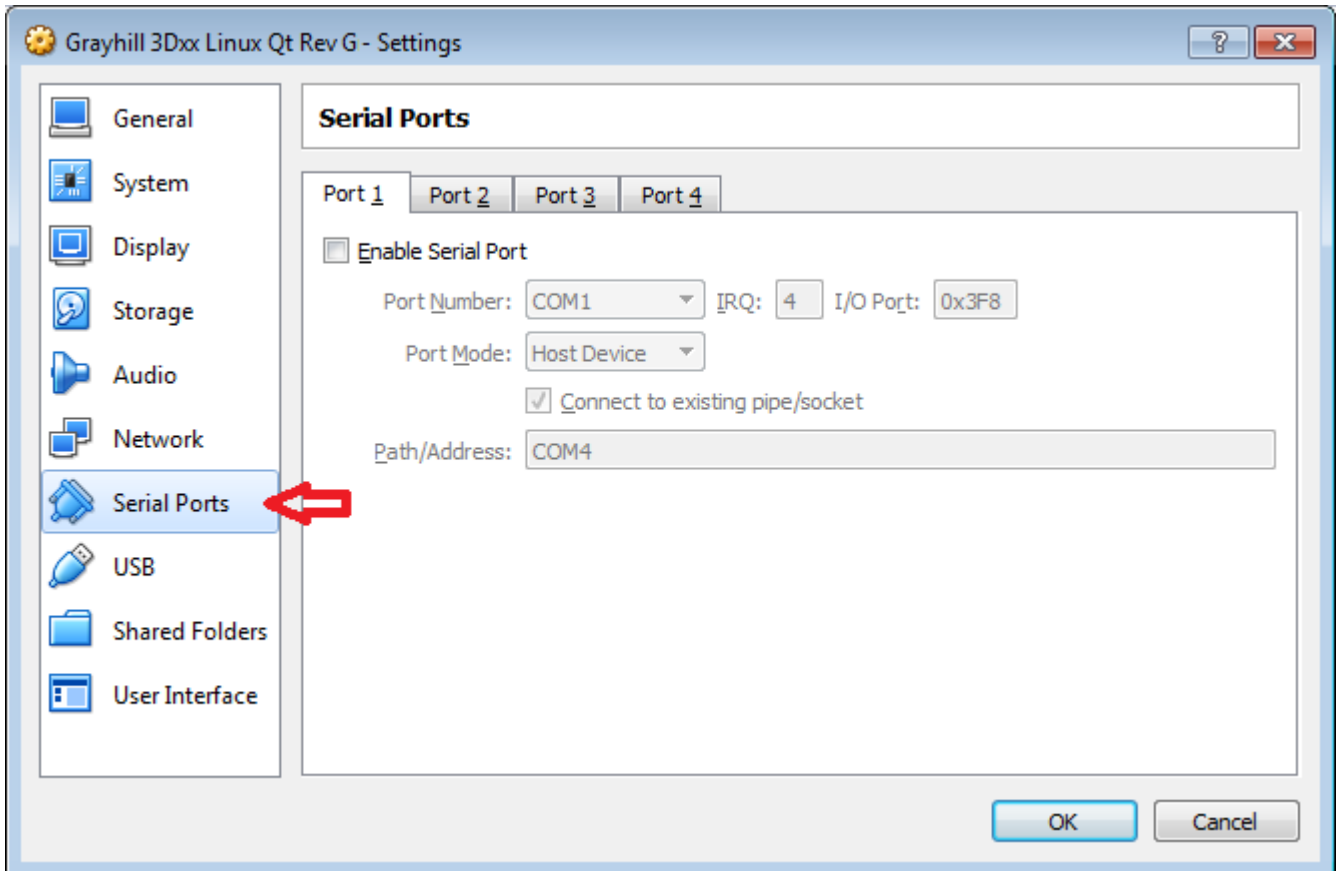 Grayhill 3Dxx Linux Qt Rev G - Settings
?
General
System
Display
Storage
Audio
Network
Serial Ports
USB
Shared Folders
User Interface
Serial Ports
Port 1 Port 2 Port 3 Port 4
Enable Serial Port
Port Number: COM1 IRQ: 4 I/O Port: 0x3F8
Port Mode: Host Device
Connect to existing pipe/socket
Path/Address: COM4
OK Cancel